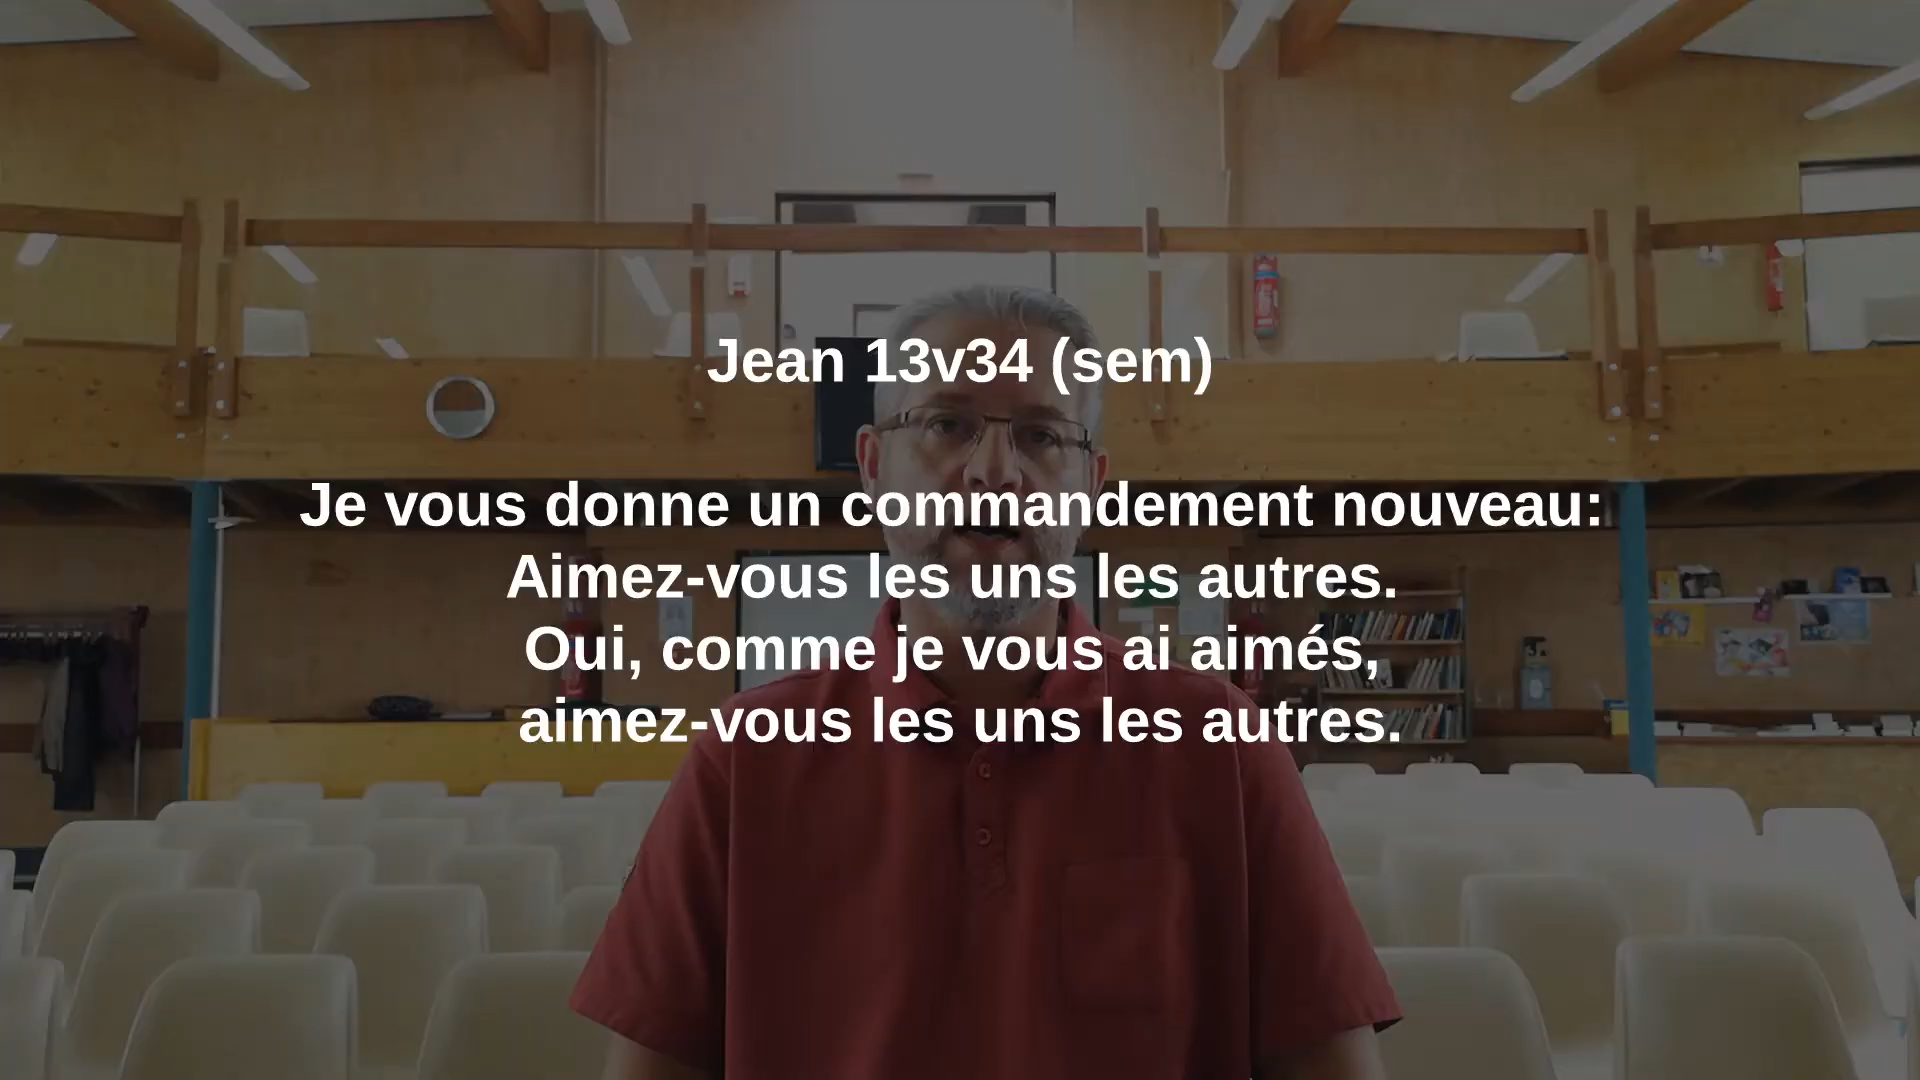 Jean 13v34 (sem)
Je vous donne un commandement nouveau:
Aimez-vous les uns les autres.
Oui, comme je vous ai aimés,
aimez-vous les uns les autres.